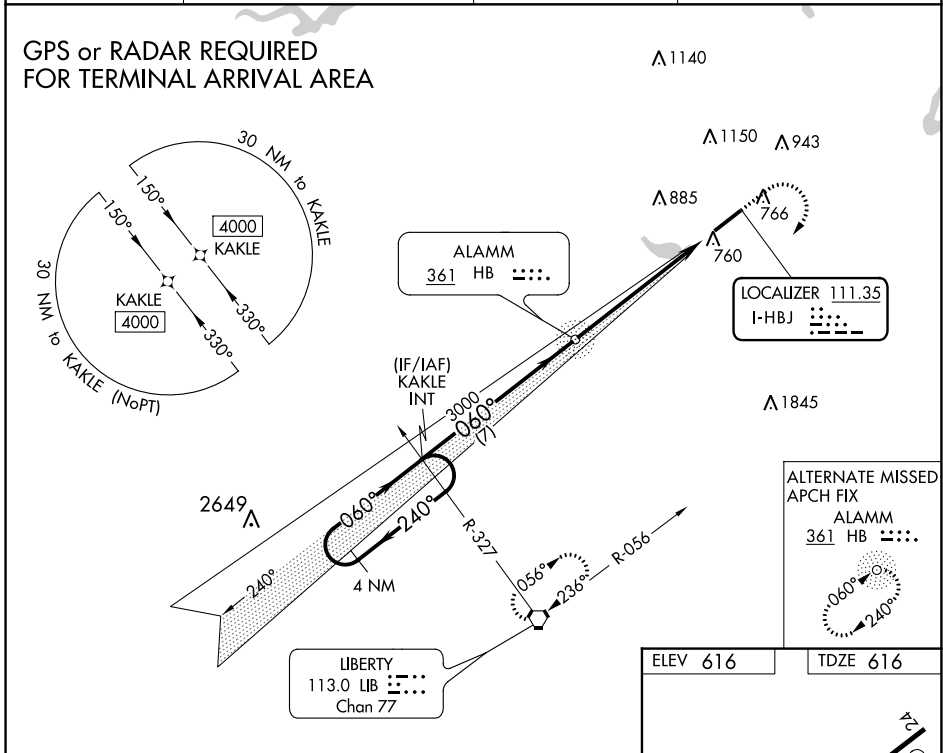 GPS or RADAR REQUIRED
FOR TERMINAL ARRIVAL AREA
1140
1150
943
885
766
760
30 NM to KAKLE
150°
4000
KAKLE
330°
150°
KAKLE
4000
330°
30 NM to KAKLE (NoPT)
ALAMM
361 HB
LOCALIZER 111.35
I-HBJ
(IF/IAF)
KAKLE
INT
3000
060°
(7)
1845
2649
060°
240°
4 NM
240°
R-327
R-056
056°
236°
LIBERTY
113.0 LIB
Chan 77
ALTERNATE MISSED
APCH FIX
ALAMM
361 HB
060°
240°
ELEV 616
TDZE 616
24